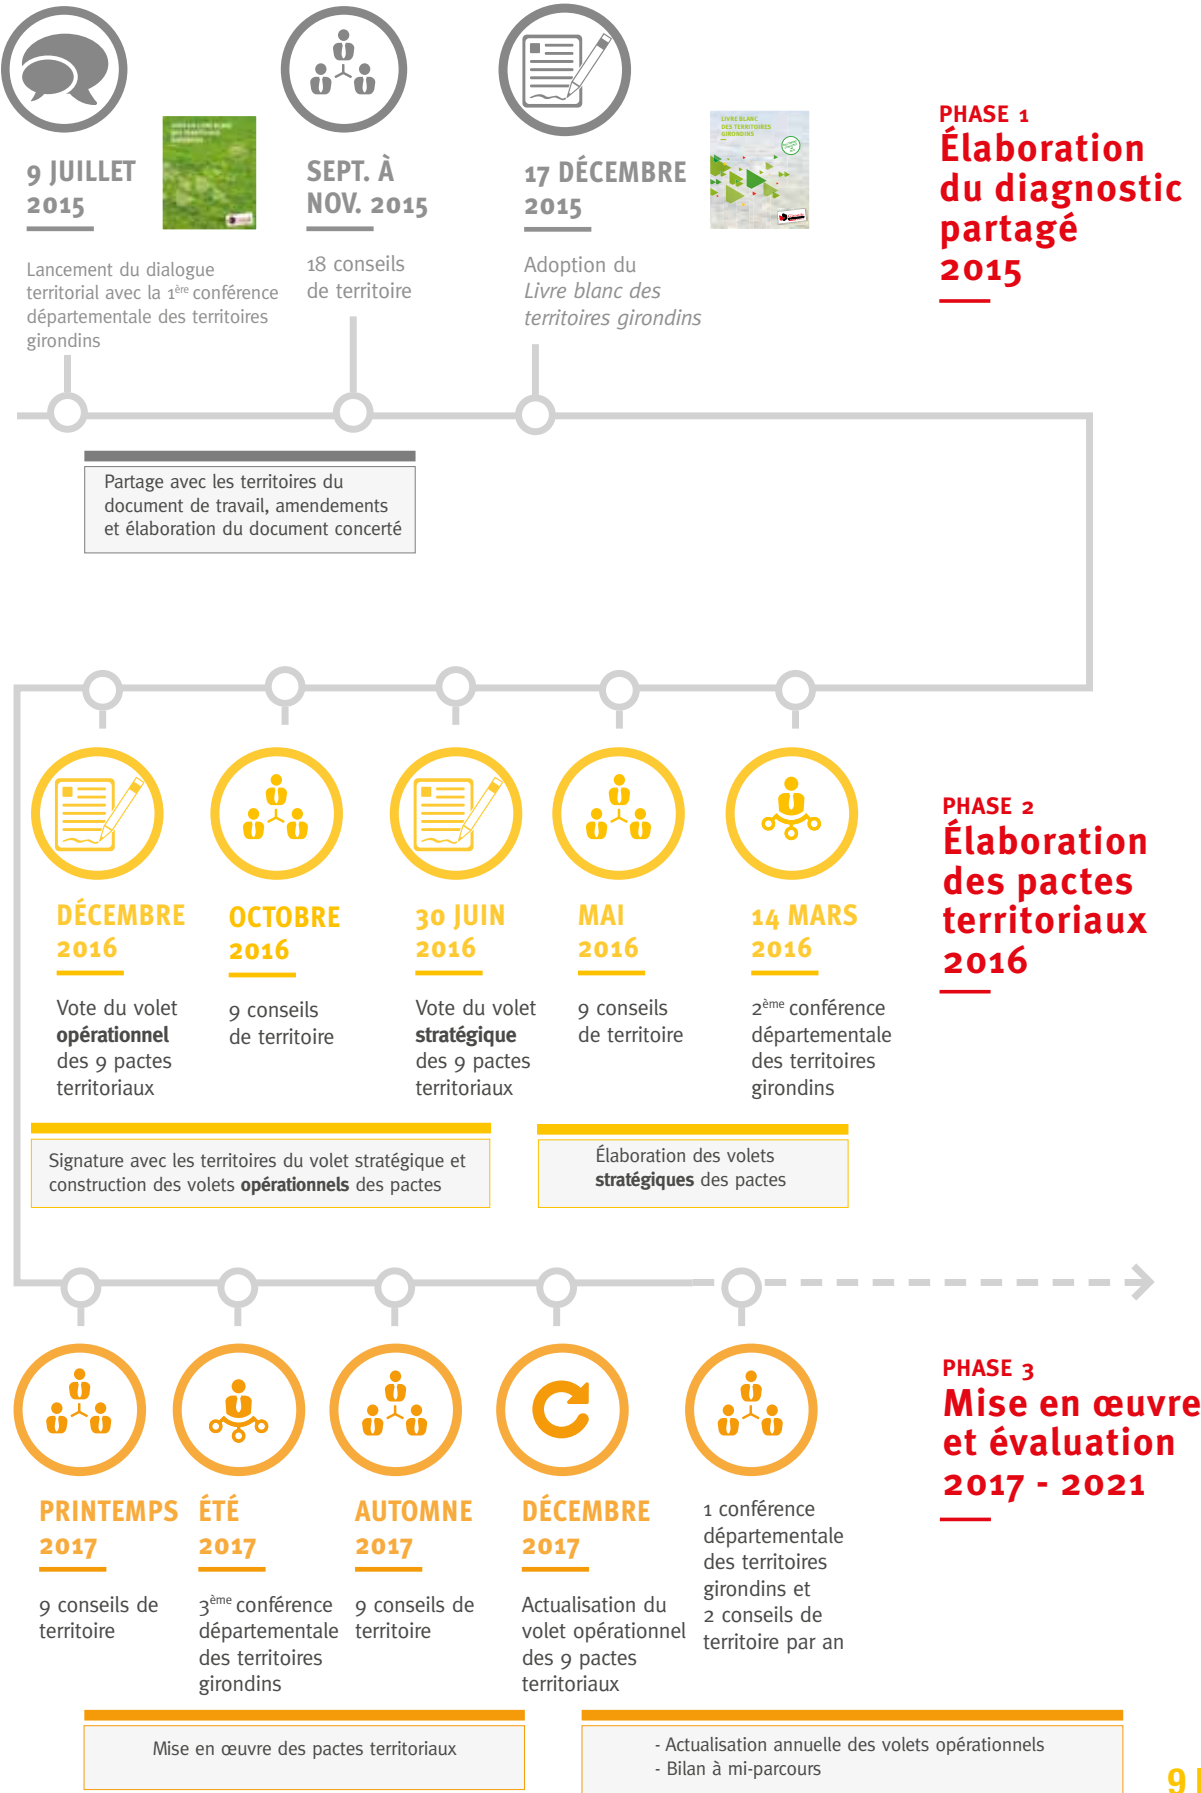 9 JUILLET
2015
Lancement du dialogue
territorial avec la 1ère conférence
départementale des territoires
girondins
SEPT. À
NOV. 2015
18 conseils
de territoire
17 DÉCEMBRE
2015
Adoption du
Livre blanc des
territoires girondins
LIVRE BLANC
DES TERRITOIRES
GIRONDINS
PHASE 1
Élaboration
du diagnostic
partagé
2015
Partage avec les territoires du
document de travail, amendements
et élaboration du document concerté
DÉCEMBRE
2016
Vote du volet
opérationnel
des 9 pactes
territoriaux
OCTOBRE
2016
9 conseils
de territoire
30 JUIN
2016
Vote du volet
stratégique
des 9 pactes
territoriaux
MAI
2016
9 conseils
de territoire
14 MARS
2016
2ème conférence
départementale
des territoires
girondins
PHASE 2
Élaboration
des pactes
territoriaux
2016
Signature avec les territoires du volet stratégique et
construction des volets opérationnels des pactes
Élaboration des volets
stratégiques des pactes
PRINTEMPS
2017
9 conseils de
territoire
ÉTÉ
2017
3ème conférence
départementale
des territoires
girondins
AUTOMNE
2017
9 conseils de
territoire
DÉCEMBRE
2017
Actualisation du
volet opérationnel
des 9 pactes
territoriaux
1 conférence
départementale
des territoires
girondins et
2 conseils de
territoire par an
PHASE 3
Mise en œuvre
et évaluation
2017 - 2021
Mise en œuvre des pactes territoriaux
- Actualisation annuelle des volets opérationnels
- Bilan à mi-parcours
9 |